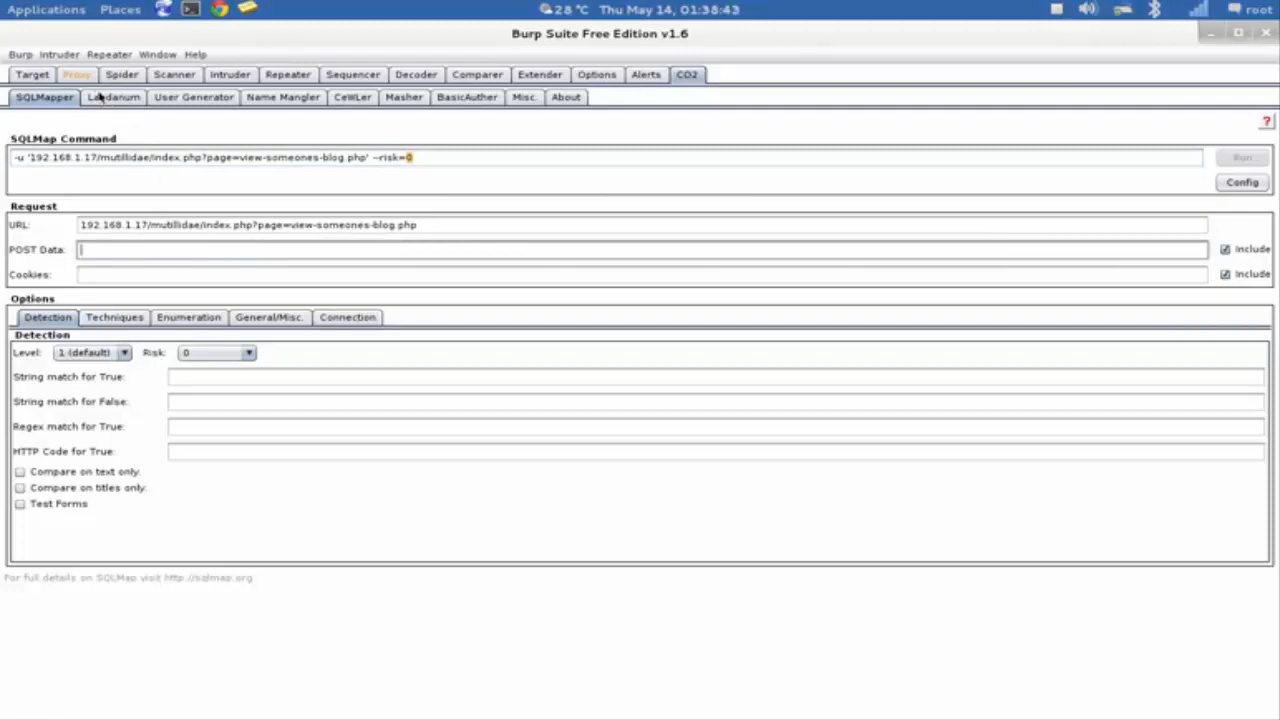 Applications Places 28 °C Thu May 14, 01:38:43 root
Burp Suite Free Edition v1.6
Burp Intruder Repeater Window Help
Target Proxy Spider Scanner Intruder Repeater Sequencer Decoder Comparer Extender Options Alerts CO2
SQLMapper Laudanum User Generator Name Mangler CeWLer Masher BasicAuther Misc. About
?
SQLMap Command
-u '192.168.1.17/mutillidae/index.php?page=view-someones-blog.php' --risk=0
Run
Config
Request
URL: 192.168.1.17/mutillidae/index.php?page=view-someones-blog.php
POST Data: Include
Cookies: Include
Options
Detection Techniques Enumeration General/Misc. Connection
Detection
Level: 1 (default) Risk: 0
String match for True:
String match for False:
Regex match for True:
HTTP Code for True:
Compare on text only.
Compare on titles only.
Test Forms
For full details on SQLMap visit http://sqlmap.org